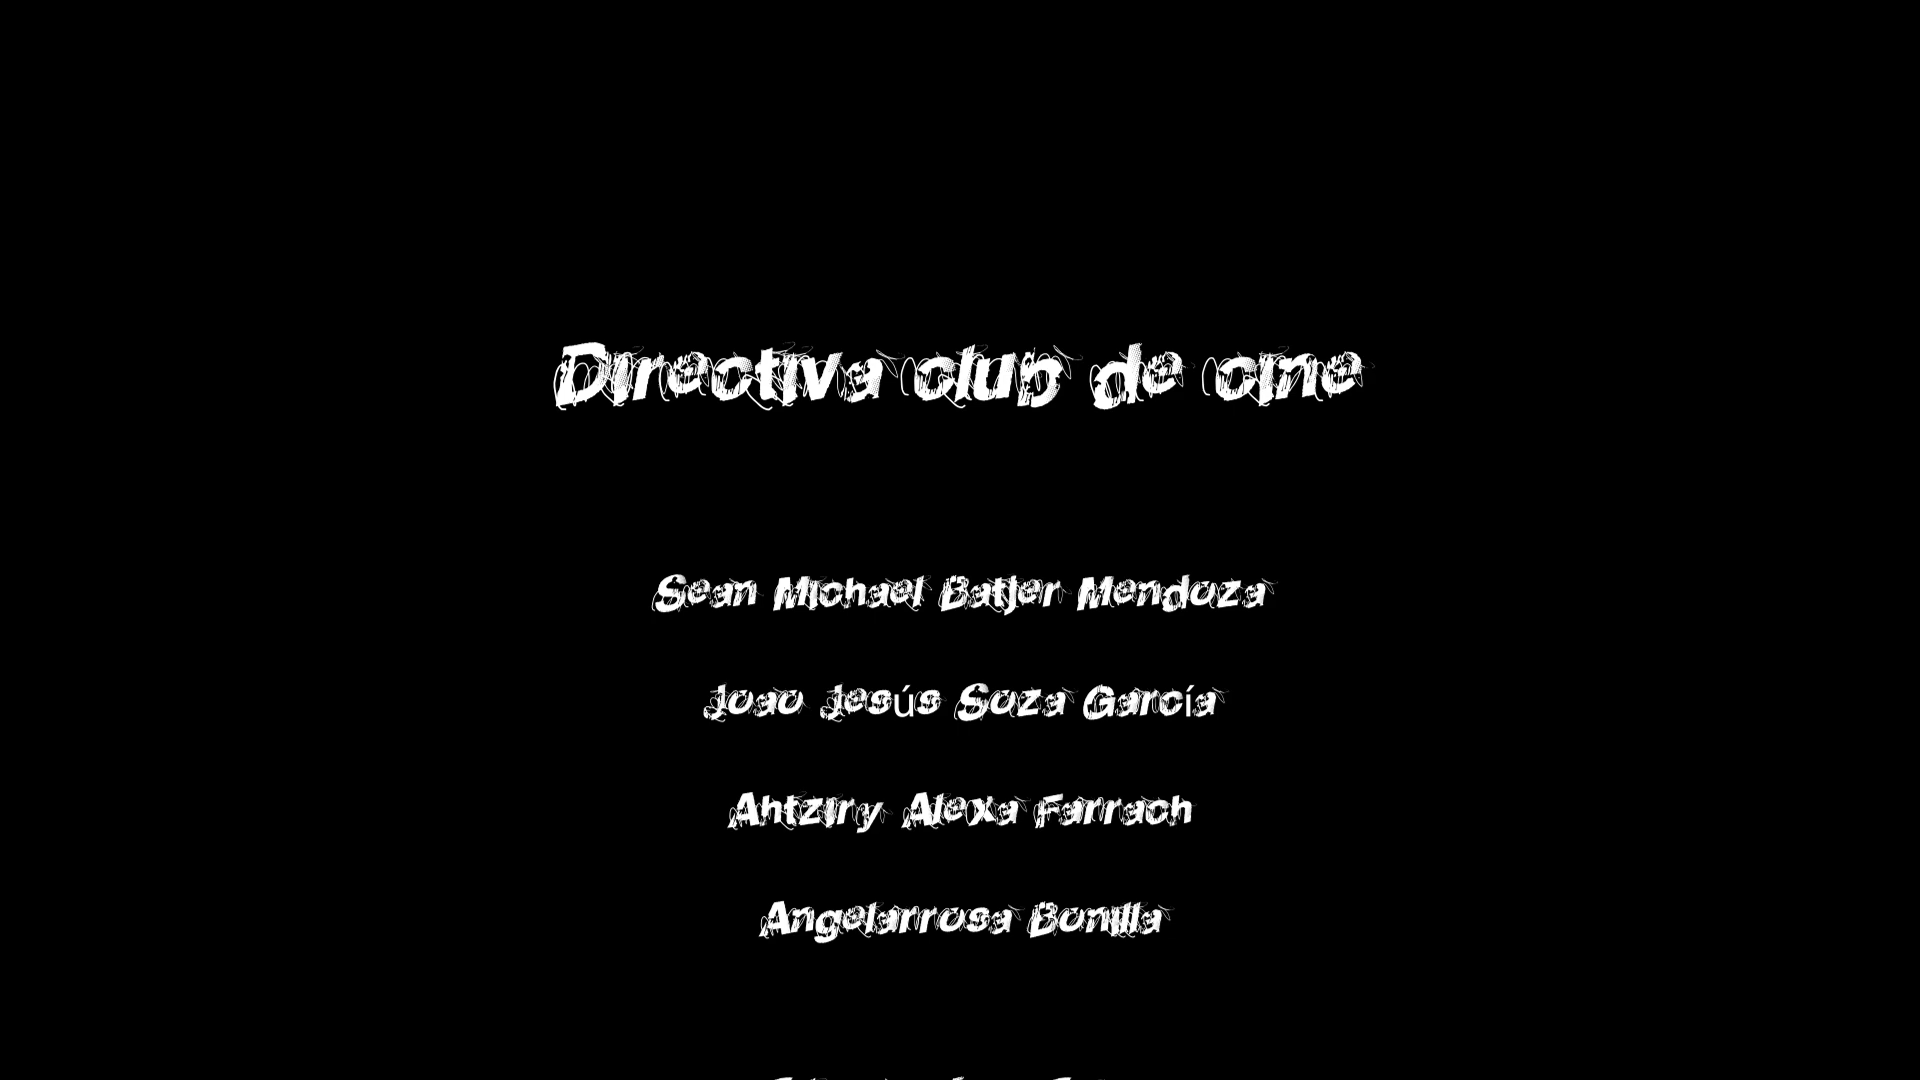 Directiva club de cine
Sean Michael Batjer Mendoza
Joao Jesús Soza García
Ahtziry Alexa Farrach
Angelarrosa Bonilla